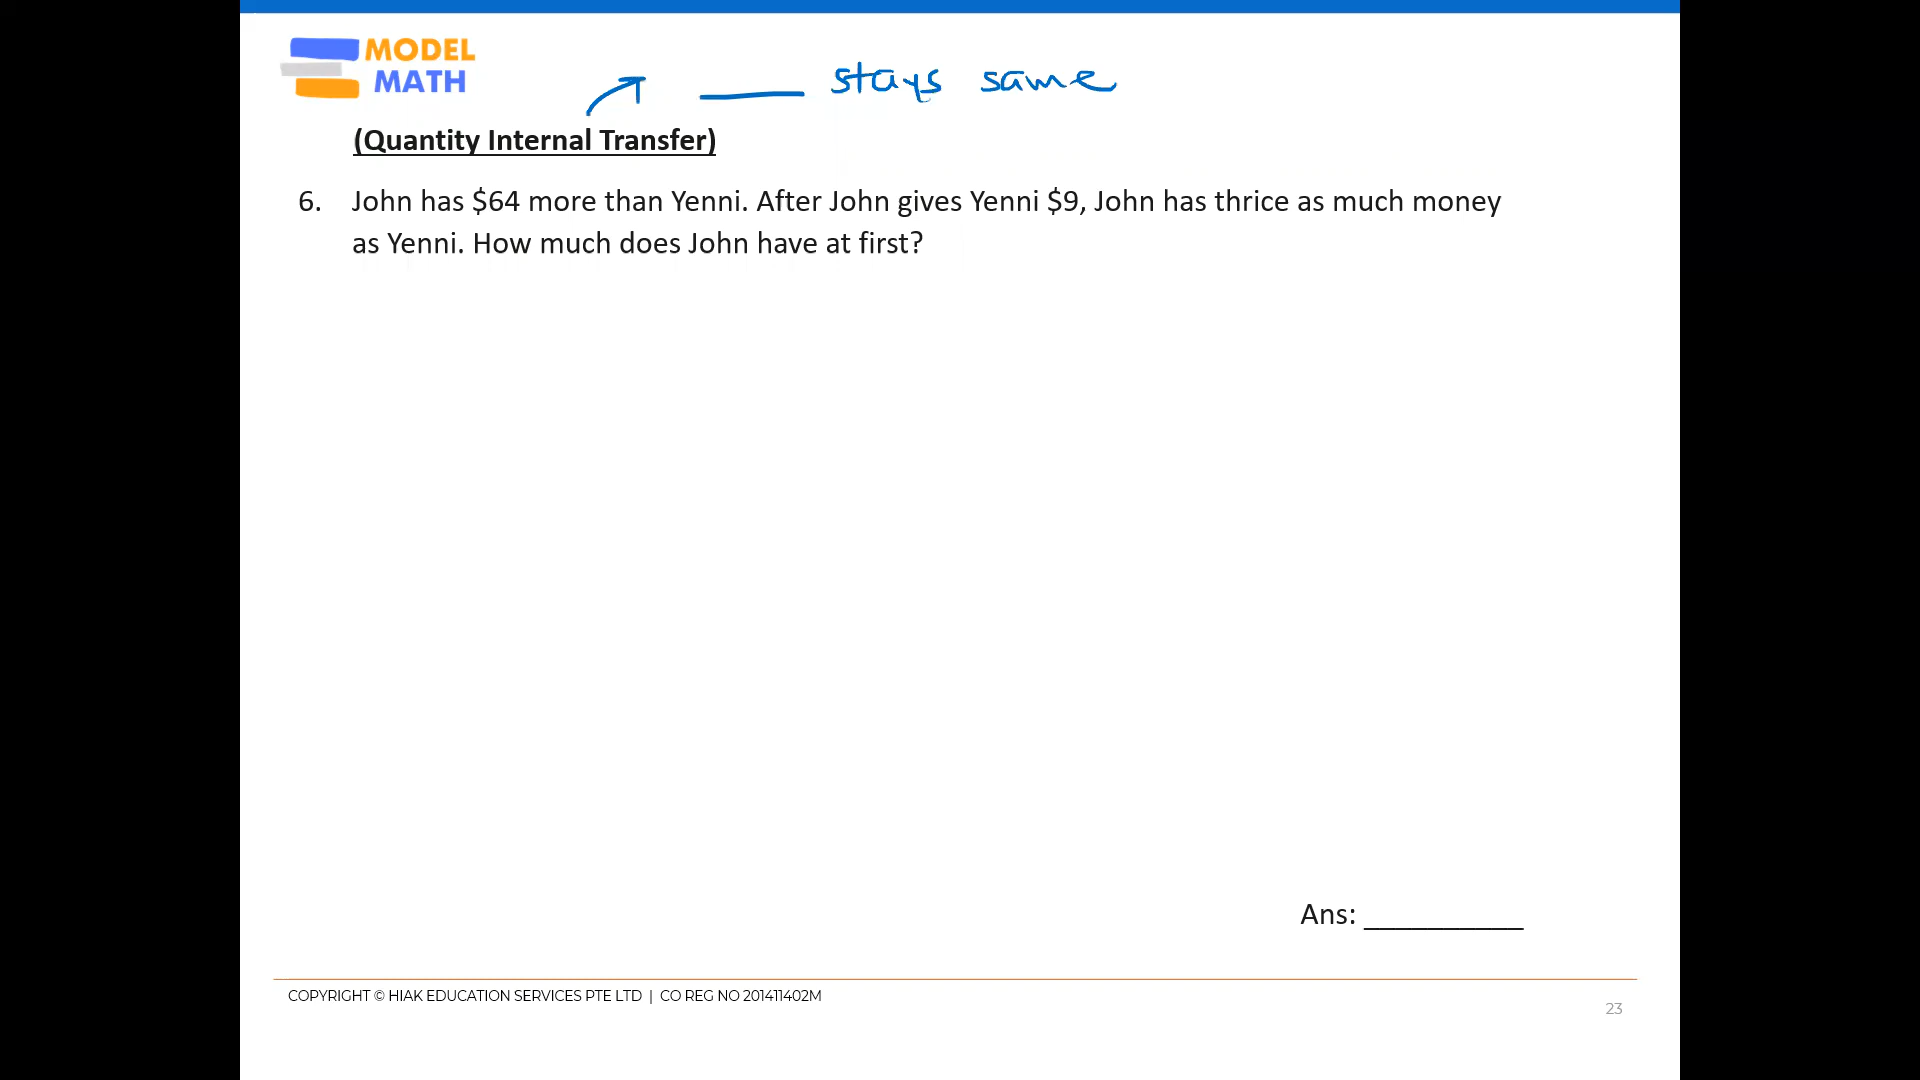 MODEL
MATH
____ stays same
(Quantity Internal Transfer)
6. John has $64 more than Yenni. After John gives Yenni $9, John has thrice as much money
as Yenni. How much does John have at first?
Ans: __________
COPYRIGHT © HIAK EDUCATION SERVICES PTE LTD | CO REG NO 201411402M
23